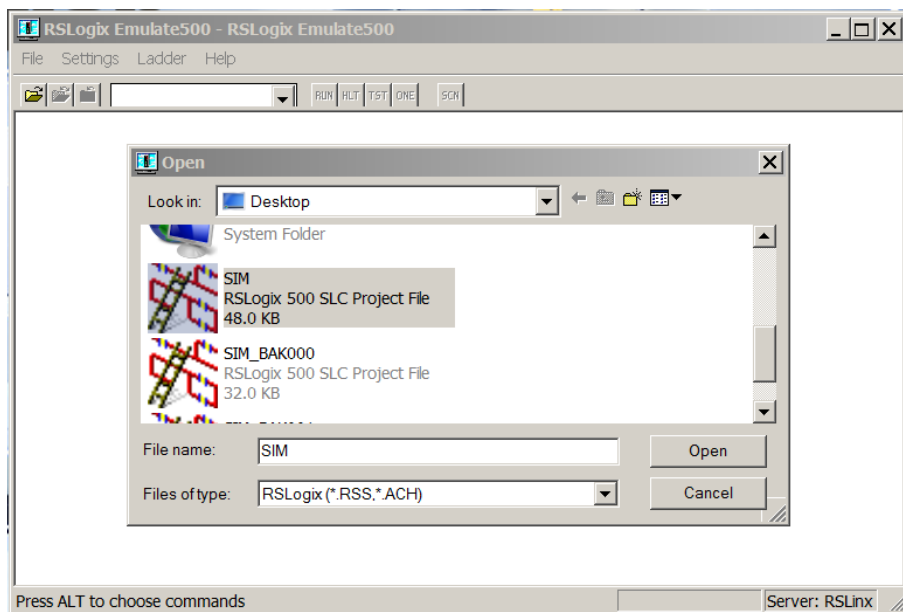 RSLogix Emulate500 - RSLogix Emulate500
File Settings Ladder Help
RUN HLT TST ONE SCN
Open
Look in: Desktop
System Folder
SIM
RSLogix 500 SLC Project File
48.0 KB
SIM_BAK000
RSLogix 500 SLC Project File
32.0 KB
File name: SIM Open
Files of type: RSLogix (*.RSS,*.ACH) Cancel
Press ALT to choose commands Server: RSLinx